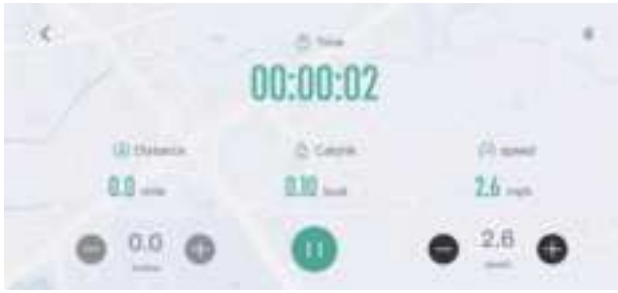 Time
00:00:02
Distance
Calorie
speed
0.0 mile
0.10 kcal
2.6 mph
0.0
2.6